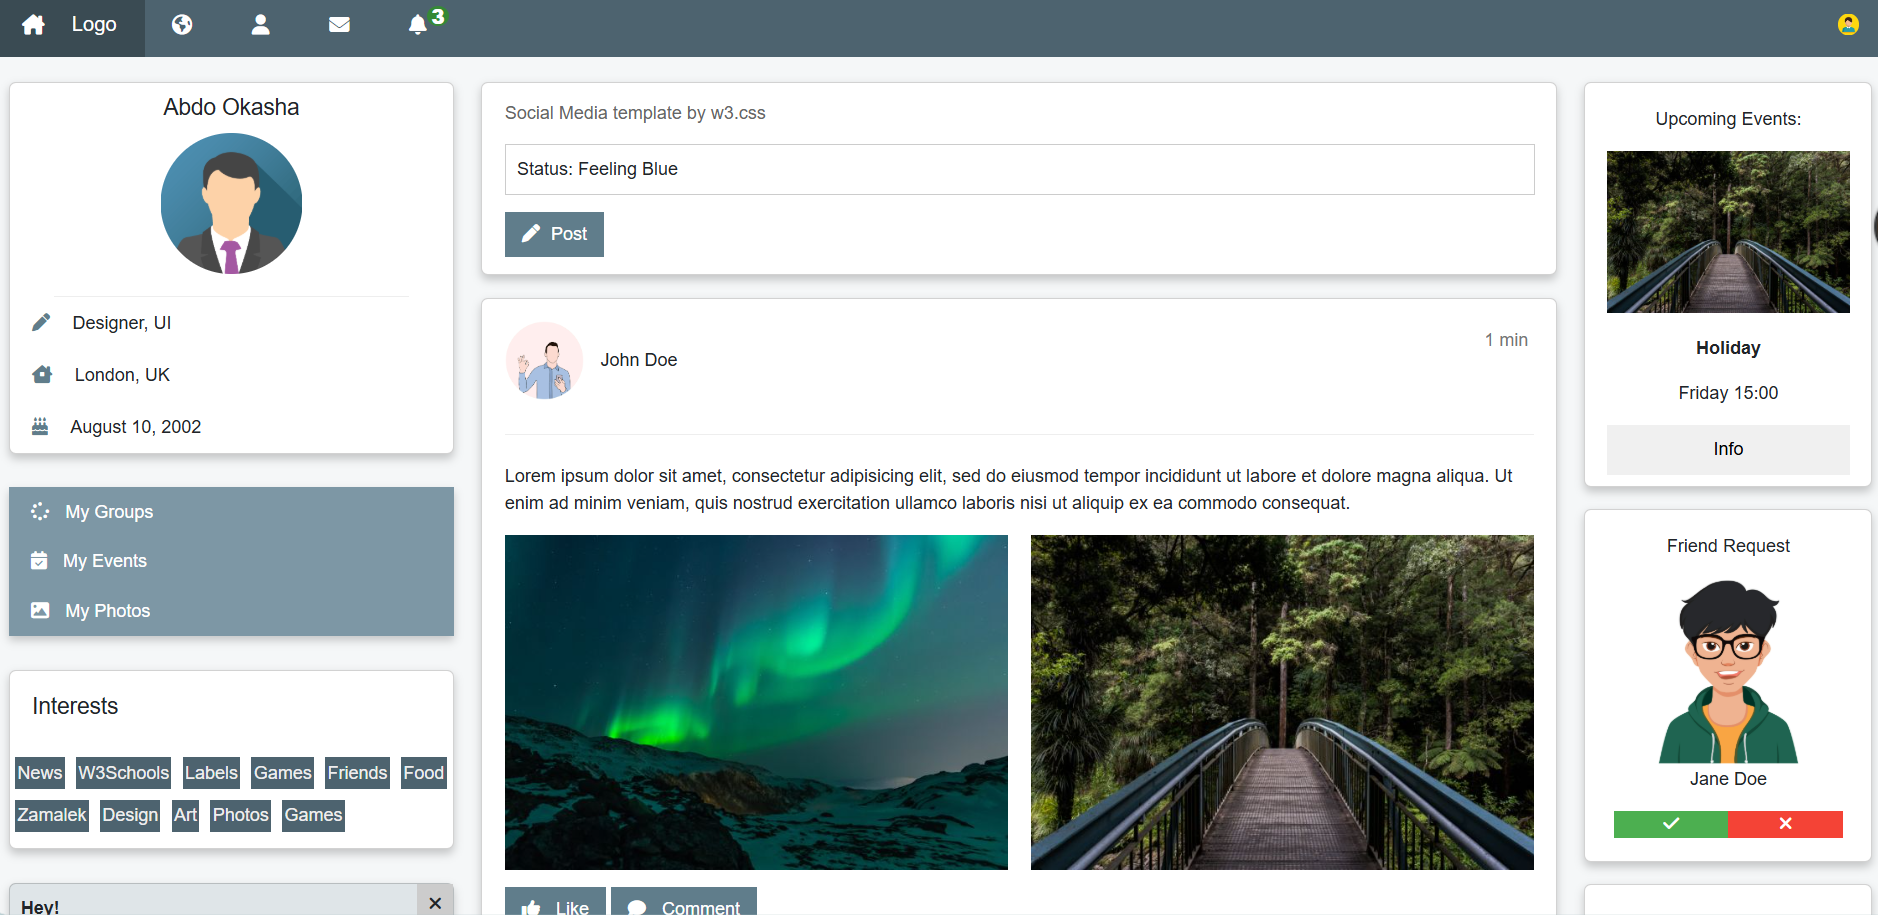 Logo
3
Abdo Okasha
Designer, UI
London, UK
August 10, 2002
My Groups
My Events
My Photos
Interests
News W3Schools Labels Games Friends Food
Zamalek Design Art Photos Games
Hey!
Social Media template by w3.css
Status: Feeling Blue
Post
John Doe
1 min
Lorem ipsum dolor sit amet, consectetur adipisicing elit, sed do eiusmod tempor incididunt ut labore et dolore magna aliqua. Ut
enim ad minim veniam, quis nostrud exercitation ullamco laboris nisi ut aliquip ex ea commodo consequat.
Like Comment
Upcoming Events:
Holiday
Friday 15:00
Info
Friend Request
Jane Doe